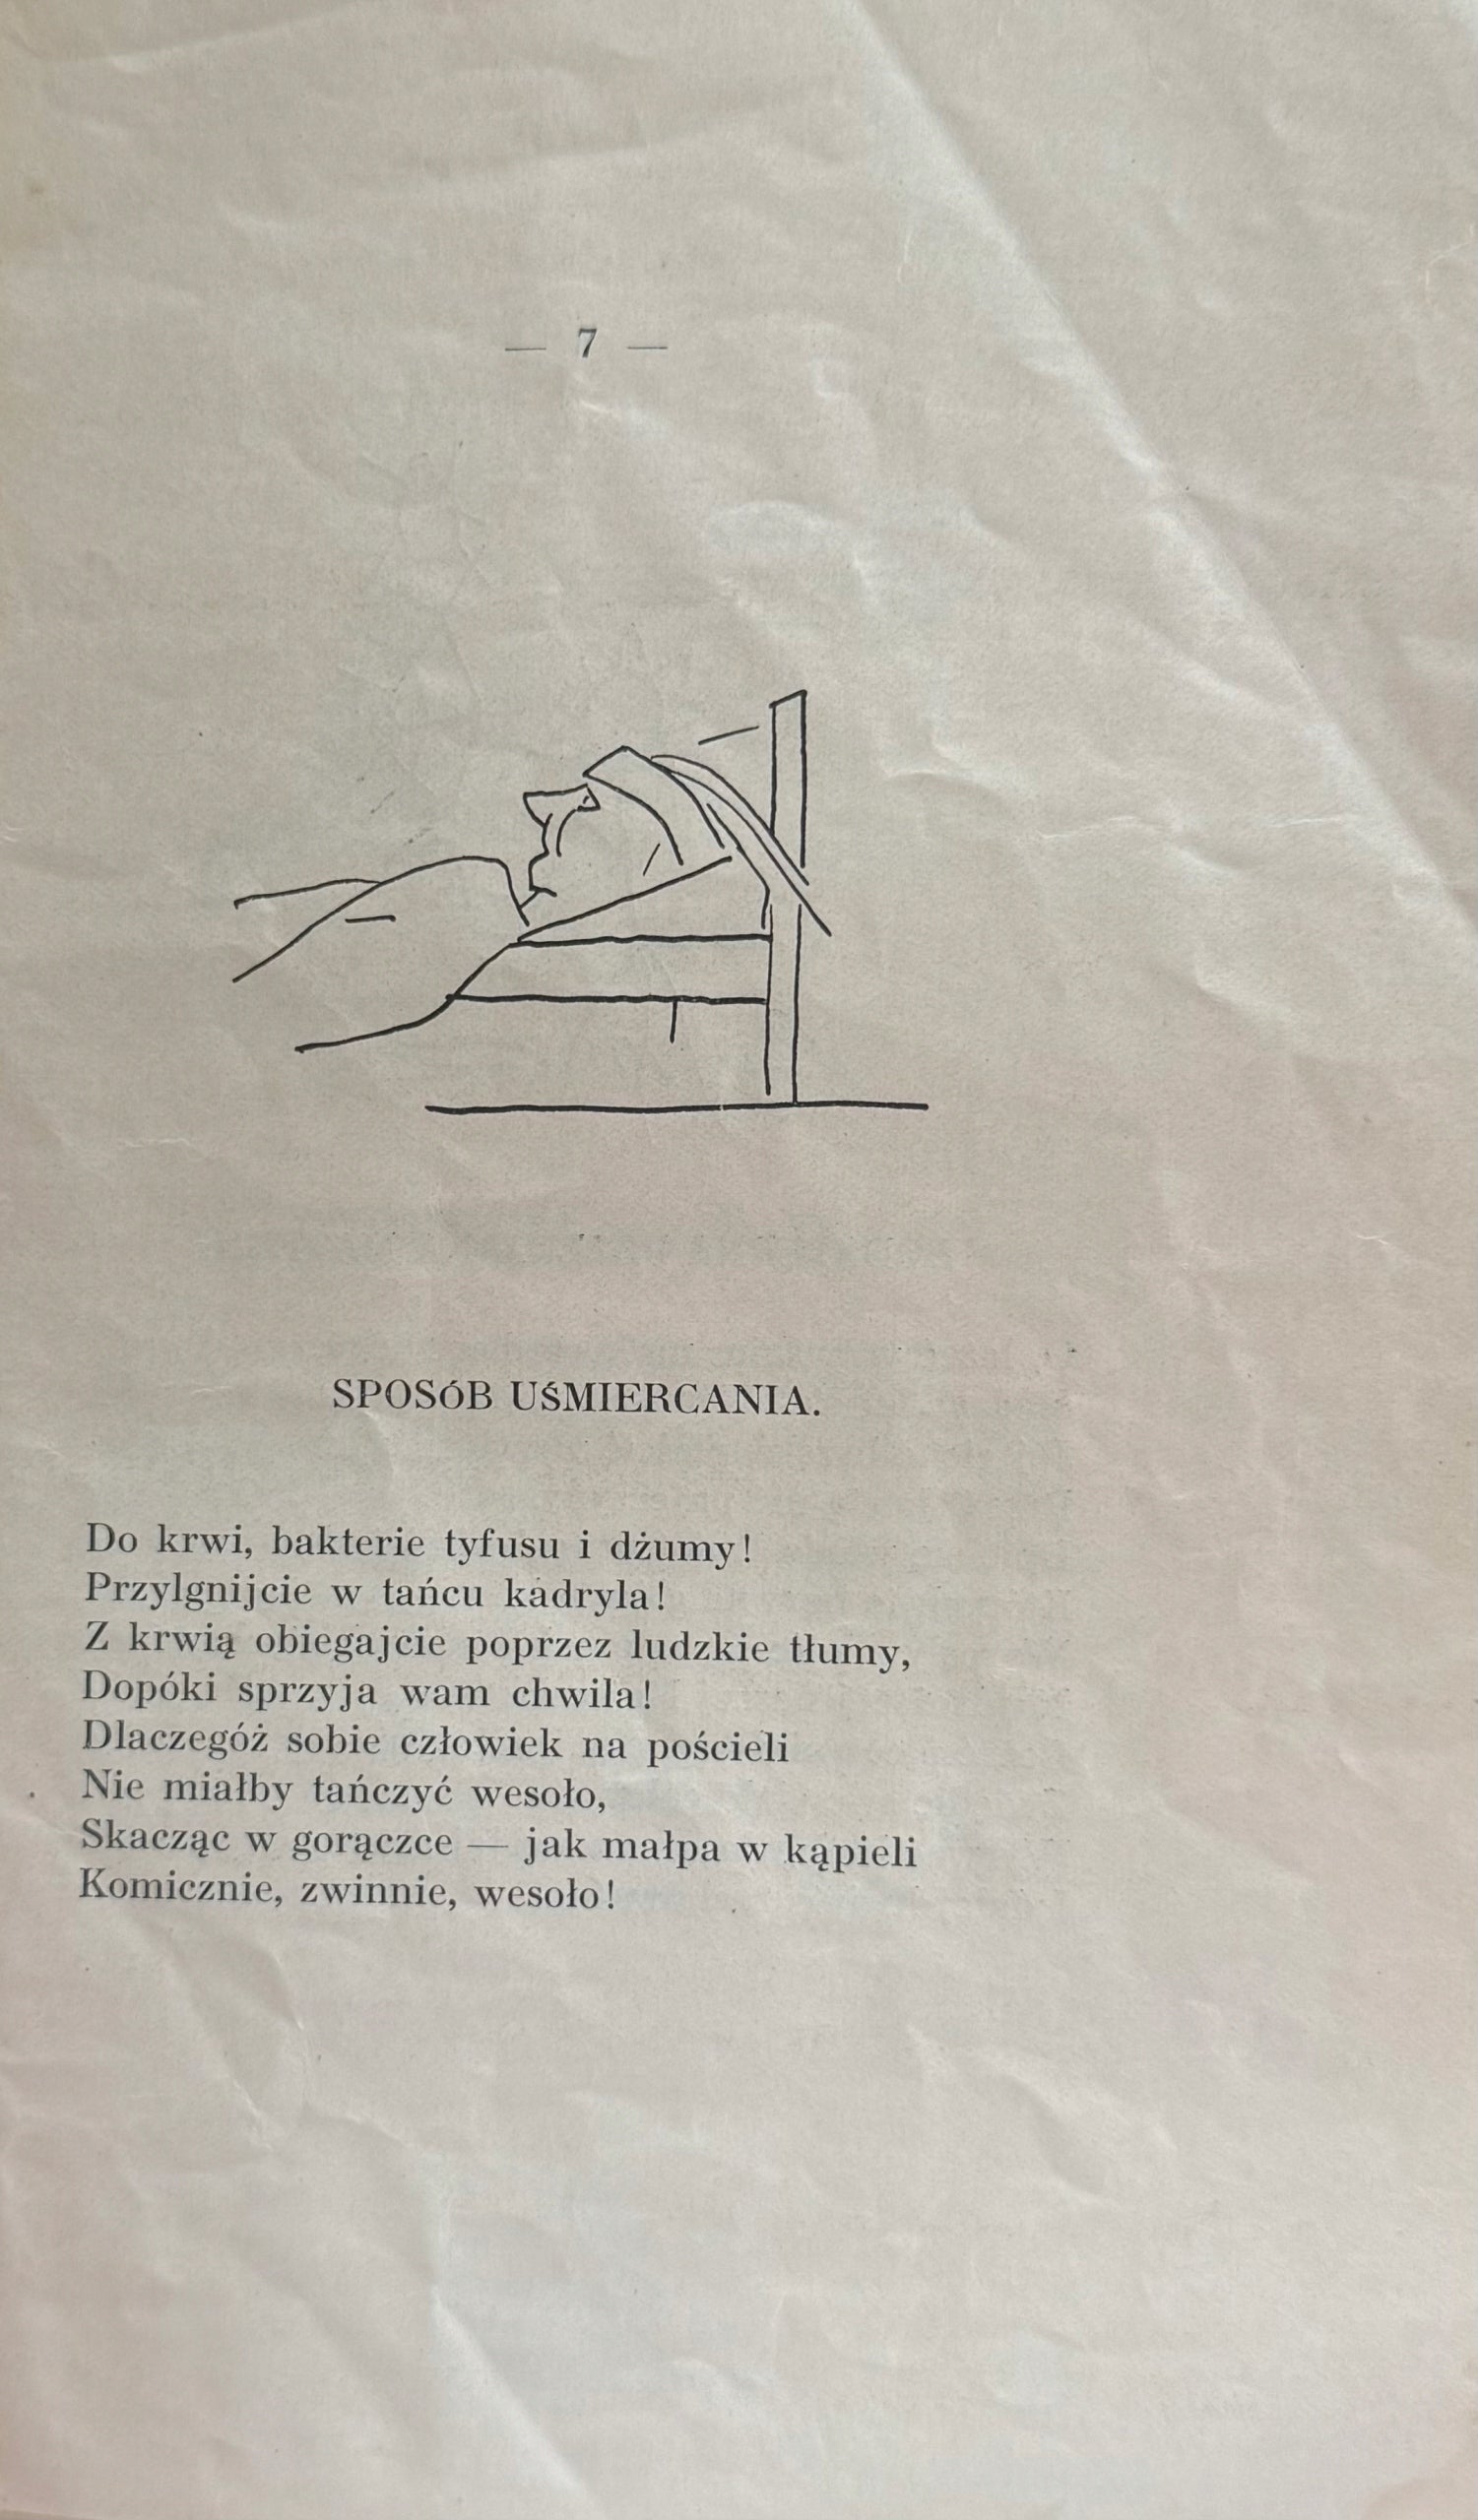 — 7 —
SPOSÓB UŚMIERCANIA.
Do krwi, bakterie tyfusu i dżumy!
Przylgnijcie w tańcu kadryla!
Z krwią obiegajcie poprzez ludzkie tłumy,
Dopóki sprzyja wam chwila!
Dlaczegóż sobie człowiek na pościeli
Nie miałby tańczyć wesoło,
Skacząc w gorączce — jak małpa w kąpieli
Komicznie, zwinnie, wesoło!